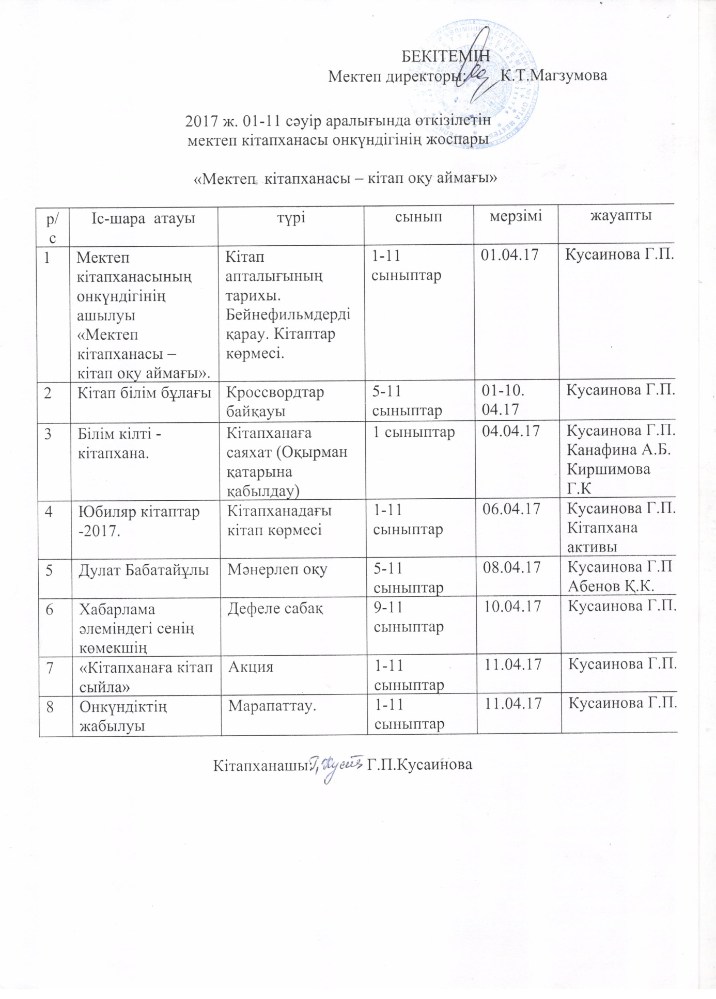 БЕКІТЕМІН
Мектеп директоры: К.Т.Магзумова
2017 ж. 01-11 сәуір аралығында өткізілетін
мектеп кітапханасы онкүндігінің жоспары
«Мектеп кітапханасы – кітап оқу аймағы»
р/с Іс-шара атауы түрі сынып мерзімі жауапты
1 Мектеп Кітап 1-11 01.04.17 Кусаинова Г.П.
кітапханасының апталығының сыныптар
онкүндігінің тарихы.
ашылуы Бейнефильмдерді
«Мектеп қарау. Кітаптар
кітапханасы – көрмесі.
кітап оқу аймағы».
2 Кітап білім бұлағы Кроссвордтар 5-11 01-10. Кусаинова Г.П.
байқауы сыныптар 04.17
3 Білім кілті - Кітапханаға 1 сыныптар 04.04.17 Кусаинова Г.П.
кітапхана. саяхат (Оқырман Канафина А.Б.
қатарына Киршимова
қабылдау) Г.К
4 Юбиляр кітаптар Кітапханадағы 1-11 06.04.17 Кусаинова Г.П.
-2017. кітап көрмесі сыныптар Кітапхана
активы
5 Дулат Бабатайұлы Мәнерлеп оқу 5-11 08.04.17 Кусаинова Г.П
сыныптар Абенов Қ.К.
6 Хабарлама Дефеле сабақ 9-11 10.04.17 Кусаинова Г.П.
әлеміндегі сенің сыныптар
көмекшің
7 «Кітапханаға кітап Акция 1-11 11.04.17 Кусаинова Г.П.
сыйла» сыныптар
8 Онкүндіктің Марапаттау. 1-11 11.04.17 Кусаинова Г.П.
жабылуы сыныптар
Кітапханашы: Г.П.Кусаинова